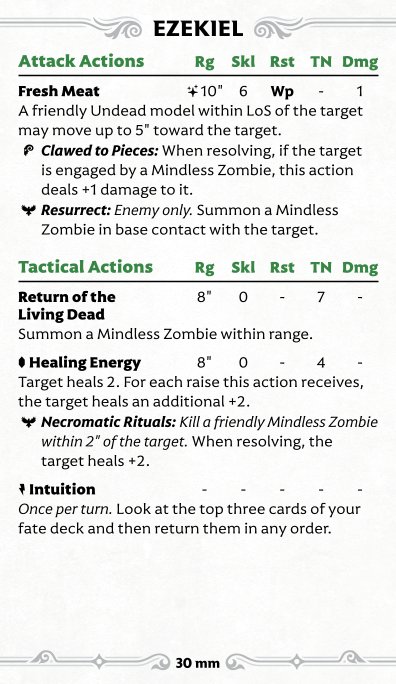 EZEKIEL
Attack Actions Rg Skl Rst TN Dmg
Fresh Meat 10" 6 Wp - 1
A friendly Undead model within LoS of the target
may move up to 5" toward the target.
Clawed to Pieces: When resolving, if the target
is engaged by a Mindless Zombie, this action
deals +1 damage to it.
Resurrect: Enemy only. Summon a Mindless
Zombie in base contact with the target.
Tactical Actions Rg Skl Rst TN Dmg
Return of the 8" 0 - 7 -
Living Dead
Summon a Mindless Zombie within range.
Healing Energy 8" 0 - 4 -
Target heals 2. For each raise this action receives,
the target heals an additional +2.
Necromatic Rituals: Kill a friendly Mindless Zombie
within 2" of the target. When resolving, the
target heals +2.
Intuition - - - - -
Once per turn. Look at the top three cards of your
fate deck and then return them in any order.
30 mm